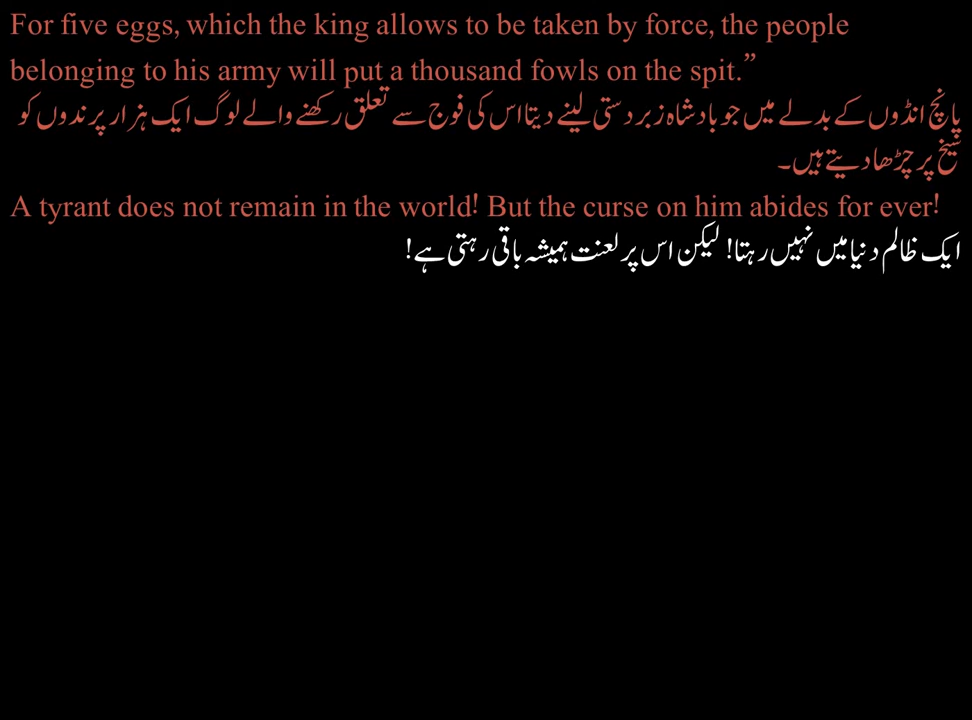 For five eggs, which the king allows to be taken by force, the people
belonging to his army will put a thousand fowls on the spit.”
پانچ انڈوں کے بدلے میں جو بادشاہ زبردستی لینے دیتا اس کی فوج سے تعلق رکھنے والے لوگ ایک ہزار پرندوں کو
سیخ پر چڑھا دیتے ہیں۔
A tyrant does not remain in the world! But the curse on him abides for ever!
ایک ظالم دنیا میں نہیں رہتا! لیکن اس پر لعنت ہمیشہ باقی رہتی ہے!